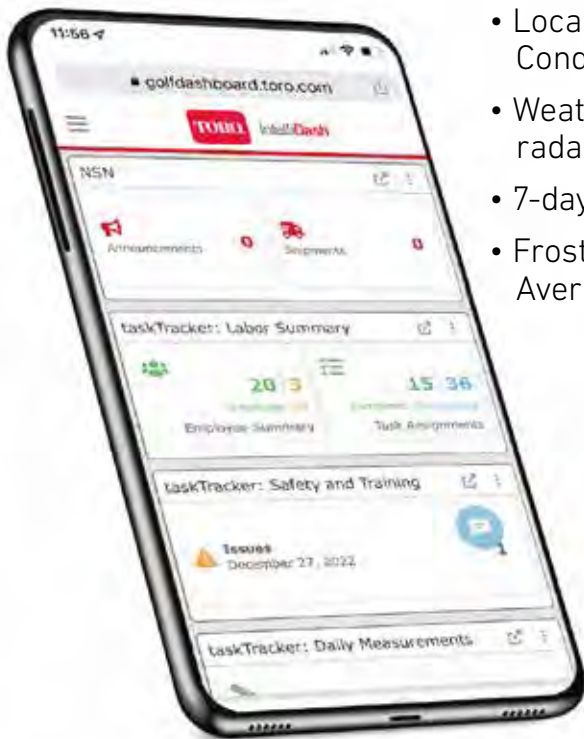 11:56
golfdashboard.toro.com
TORO IntelliDash
NSN
Announcements 0 Shipments 0
taskTracker: Labor Summary
20 3 15 36
Employee Summary Task Assignments
taskTracker: Safety and Training
Issues
December 27, 2022
1
taskTracker: Daily Measurements
• Loca
Cond
• Weat
rada
• 7-day
• Frost
Aver